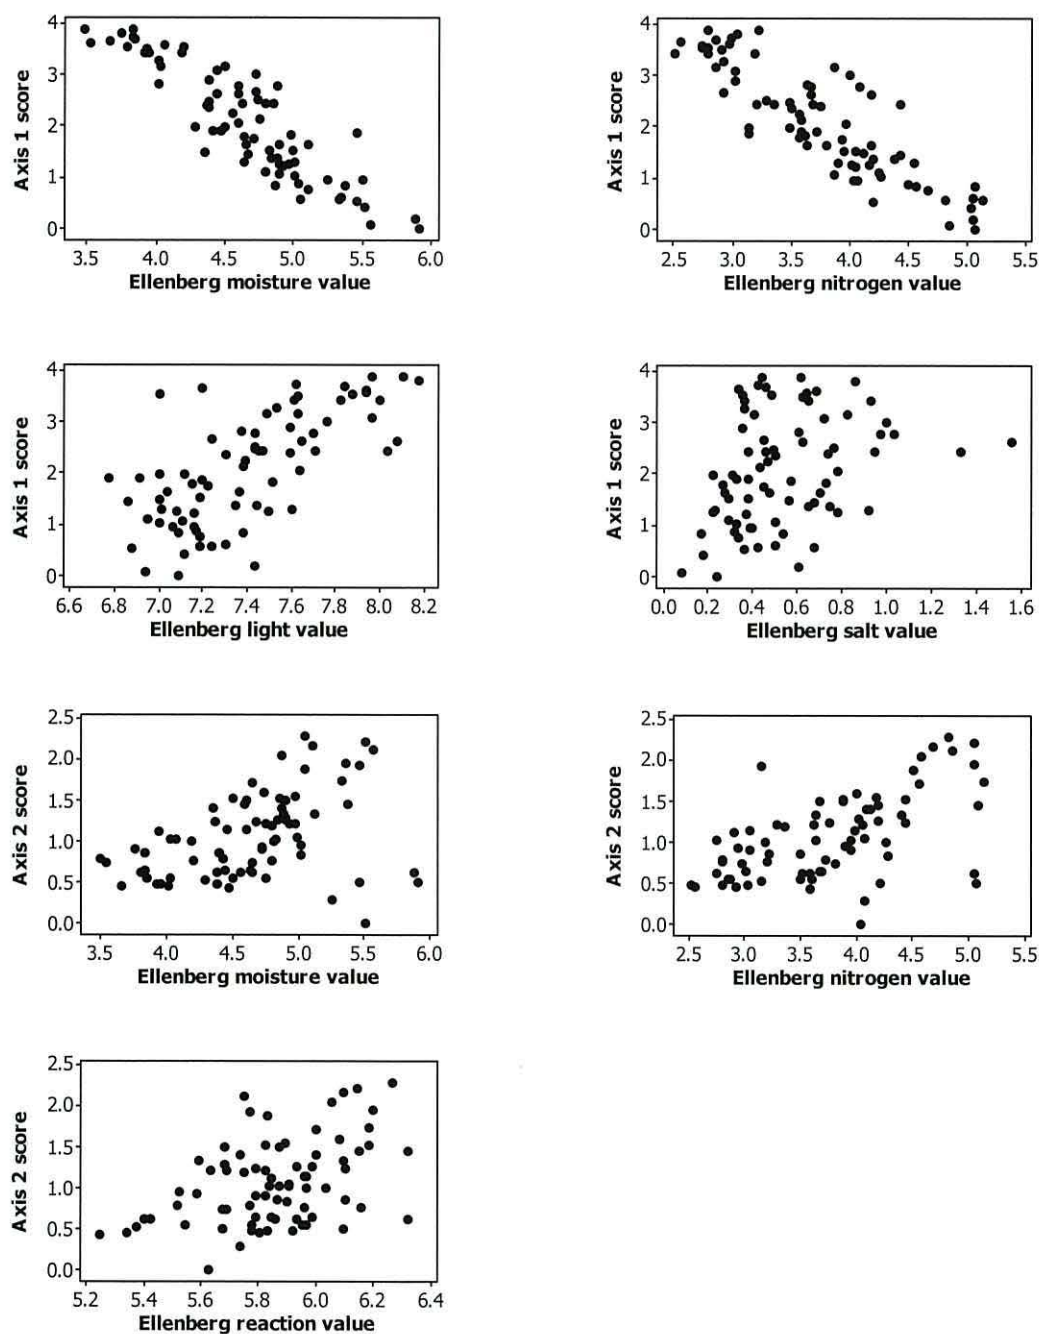 Axis 1 score
4
3
2
1
0
3.5 4.0 4.5 5.0 5.5 6.0
Ellenberg moisture value
Axis 1 score
4
3
2
1
0
2.5 3.0 3.5 4.0 4.5 5.0 5.5
Ellenberg nitrogen value
Axis 1 score
4
3
2
1
0
6.6 6.8 7.0 7.2 7.4 7.6 7.8 8.0 8.2
Ellenberg light value
Axis 1 score
4
3
2
1
0
0.0 0.2 0.4 0.6 0.8 1.0 1.2 1.4 1.6
Ellenberg salt value
Axis 2 score
2.5
2.0
1.5
1.0
0.5
0.0
3.5 4.0 4.5 5.0 5.5 6.0
Ellenberg moisture value
Axis 2 score
2.5
2.0
1.5
1.0
0.5
0.0
2.5 3.0 3.5 4.0 4.5 5.0 5.5
Ellenberg nitrogen value
Axis 2 score
2.5
2.0
1.5
1.0
0.5
0.0
5.2 5.4 5.6 5.8 6.0 6.2 6.4
Ellenberg reaction value